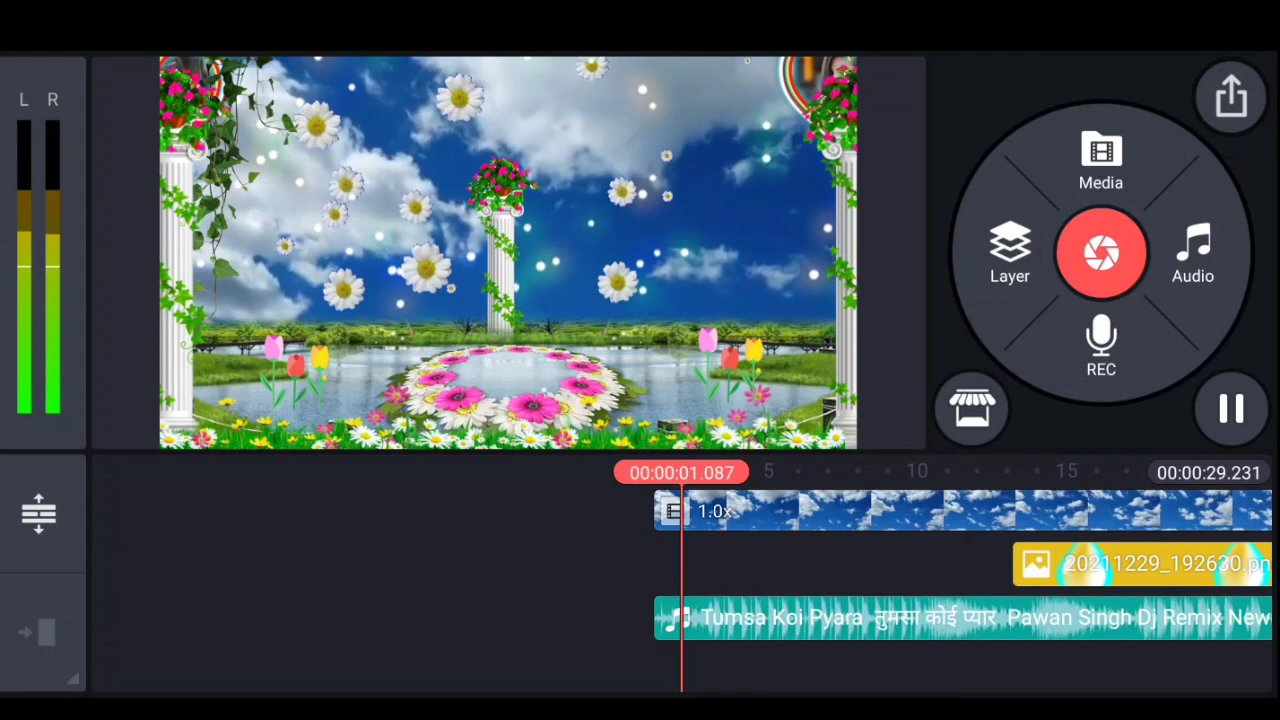 L R
Media
Layer
Audio
REC
00:00:01.087 5 10 15 00:00:29.231
1.0x
20211229_192630.pn
Tumsa Koi Pyara तुमसा कोई प्यार Pawan Singh Dj Remix New